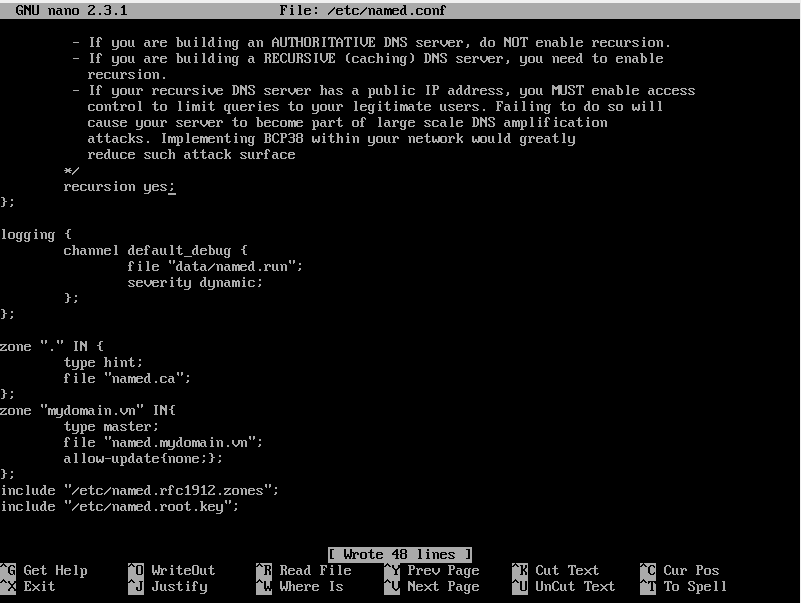 GNU nano 2.3.1 File: /etc/named.conf
- If you are building an AUTHORITATIVE DNS server, do NOT enable recursion.
- If you are building a RECURSIVE (caching) DNS server, you need to enable
recursion.
- If your recursive DNS server has a public IP address, you MUST enable access
control to limit queries to your legitimate users. Failing to do so will
cause your server to become part of large scale DNS amplification
attacks. Implementing BCP38 within your network would greatly
reduce such attack surface
*/
recursion yes;
};
logging {
channel default_debug {
file "data/named.run";
severity dynamic;
};
};
zone "." IN {
type hint;
file "named.ca";
};
zone "mydomain.vn" IN{
type master;
file "named.mydomain.vn";
allow-update{none;};
};
include "/etc/named.rfc1912.zones";
include "/etc/named.root.key";
[ Wrote 48 lines ]
^G Get Help ^O WriteOut ^R Read File ^Y Prev Page ^K Cut Text ^C Cur Pos
^X Exit ^J Justify ^W Where Is ^V Next Page ^U UnCut Text ^T To Spell